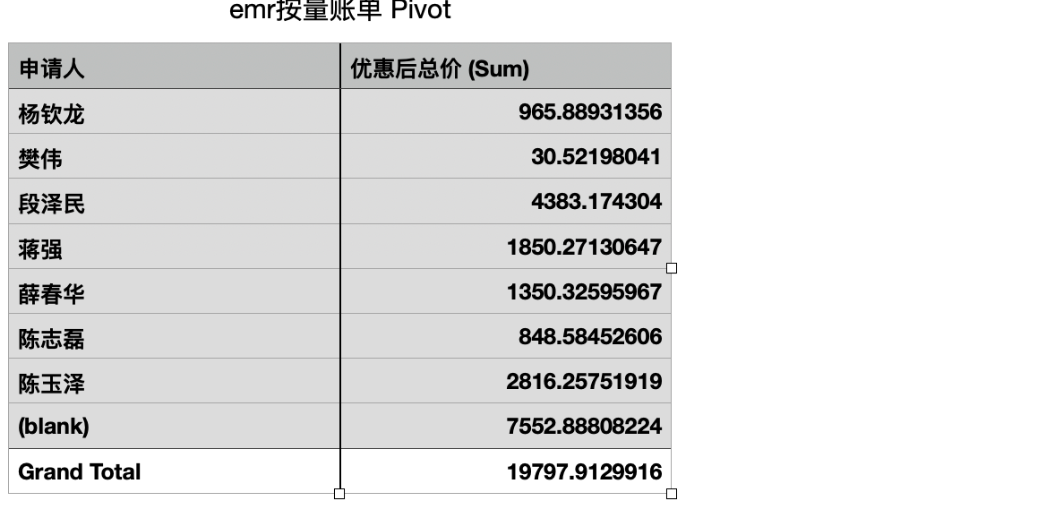 emr按量账单 Pivot
申请人 优惠后总价 (Sum)
杨钦龙 965.88931356
樊伟 30.52198041
段泽民 4383.174304
蒋强 1850.27130647
薛春华 1350.32595967
陈志磊 848.58452606
陈玉泽 2816.25751919
(blank) 7552.88808224
Grand Total 19797.9129916